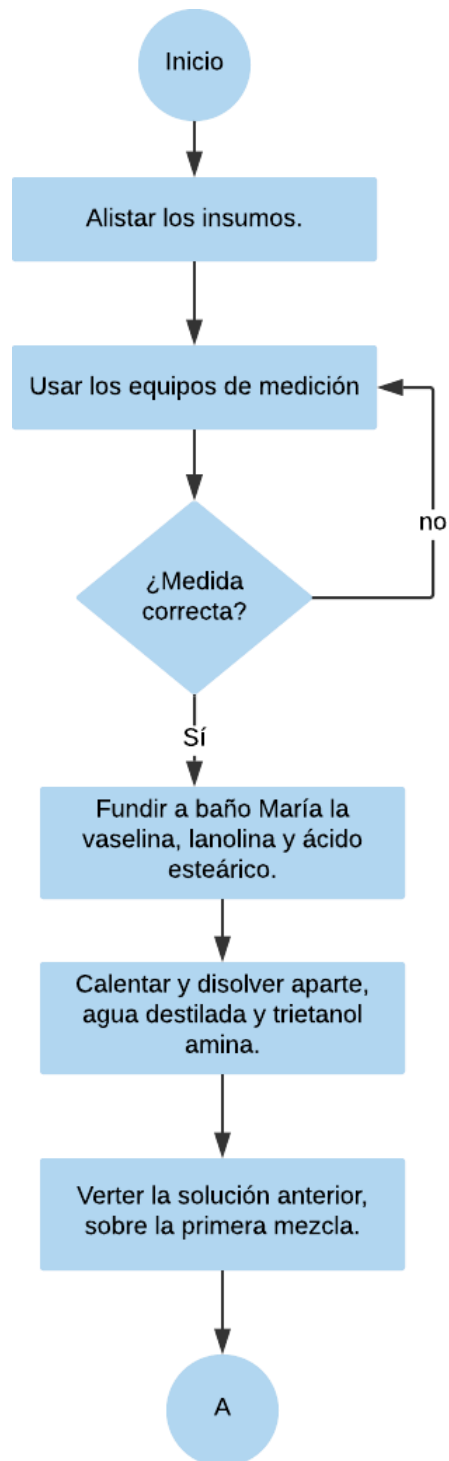 Inicio
Alistar los insumos.
Usar los equipos de medición
no
¿Medida
correcta?
Sí
Fundir a baño María la
vaselina, lanolina y ácido
esteárico.
Calentar y disolver aparte,
agua destilada y trietanol
amina.
Verter la solución anterior,
sobre la primera mezcla.
A